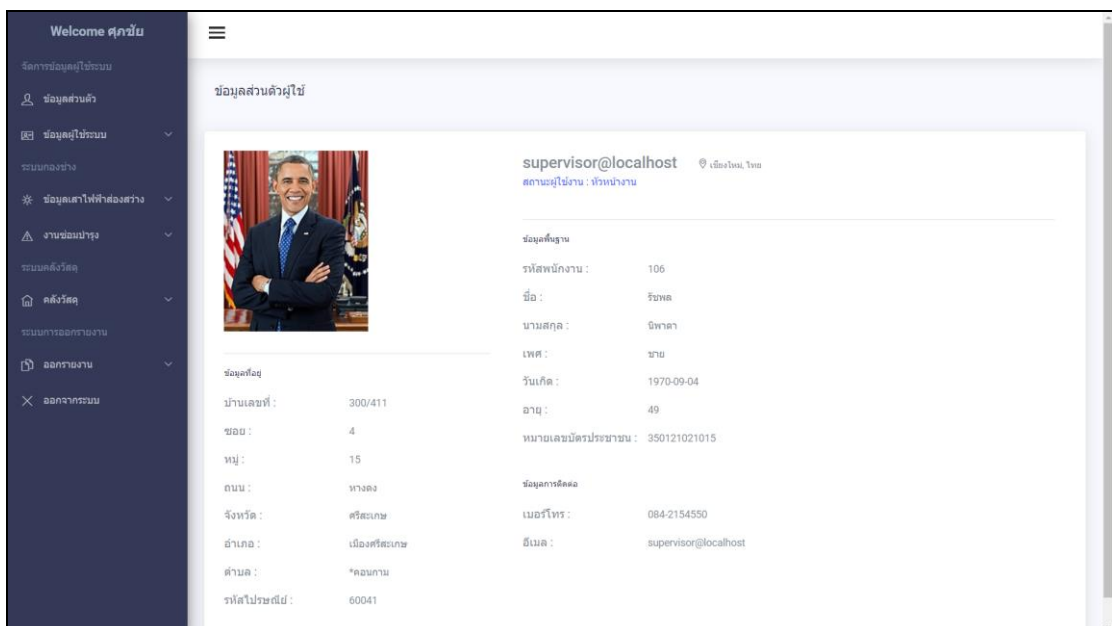 Welcome ศุภชัย
จัดการข้อมูลผู้ใช้ระบบ
ข้อมูลส่วนตัว
ข้อมูลผู้ใช้ระบบ
ระบบกองช่าง
ข้อมูลเสาไฟฟ้าส่องสว่าง
งานซ่อมบำรุง
ระบบคลังวัสดุ
คลังวัสดุ
ระบบการออกรายงาน
ออกรายงาน
ออกจากระบบ
ข้อมูลส่วนตัวผู้ใช้
supervisor@localhost เชียงใหม่, ไทย
สถานะผู้ใช้งาน : หัวหน้างาน
ข้อมูลพื้นฐาน
รหัสพนักงาน : 106
ชื่อ : รัชพล
นามสกุล : นิพาดา
เพศ : ชาย
วันเกิด : 1970-09-04
อายุ : 49
หมายเลขบัตรประชาชน : 350121021015
ข้อมูลการติดต่อ
เบอร์โทร : 084-2154550
อีเมล : supervisor@localhost
ข้อมูลที่อยู่
บ้านเลขที่ : 300/411
ซอย : 4
หมู่ : 15
ถนน : หางดง
จังหวัด : ศรีสะเกษ
อำเภอ : เมืองศรีสะเกษ
ตำบล : *คอนกาม
รหัสไปรษณีย์ : 60041